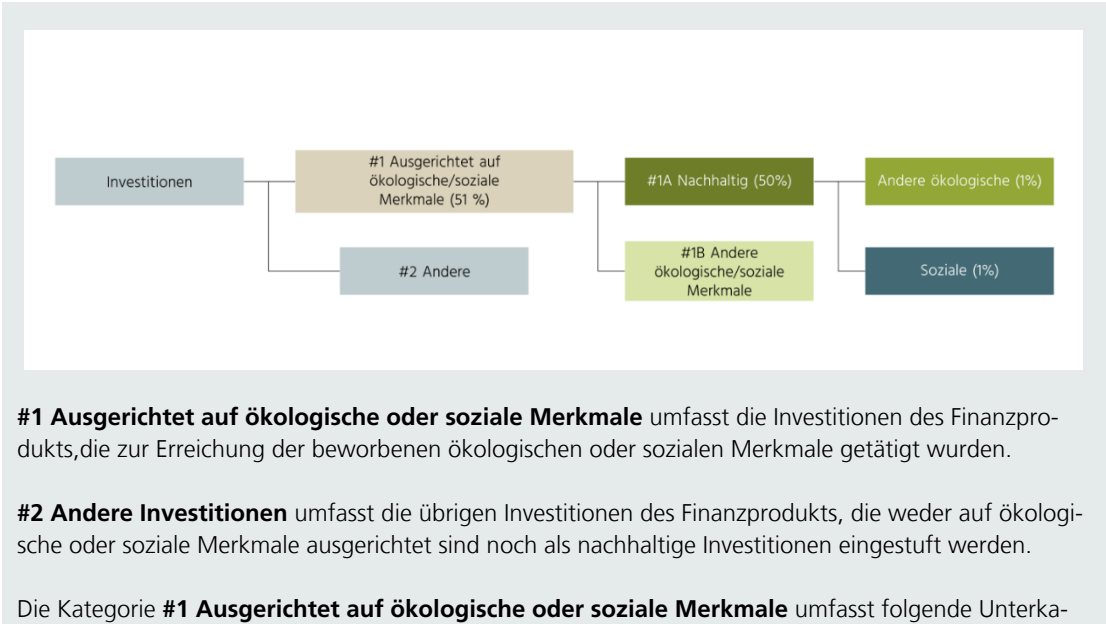 Investitionen
#1 Ausgerichtet auf
ökologische/soziale
Merkmale (51 %)
#1A Nachhaltig (50%)
Andere ökologische (1%)
#2 Andere
#1B Andere
ökologische/soziale
Merkmale
Soziale (1%)
#1 Ausgerichtet auf ökologische oder soziale Merkmale umfasst die Investitionen des Finanzpro-
dukts,die zur Erreichung der beworbenen ökologischen oder sozialen Merkmale getätigt wurden.
#2 Andere Investitionen umfasst die übrigen Investitionen des Finanzprodukts, die weder auf ökologi-
sche oder soziale Merkmale ausgerichtet sind noch als nachhaltige Investitionen eingestuft werden.
Die Kategorie #1 Ausgerichtet auf ökologische oder soziale Merkmale umfasst folgende Unterka-